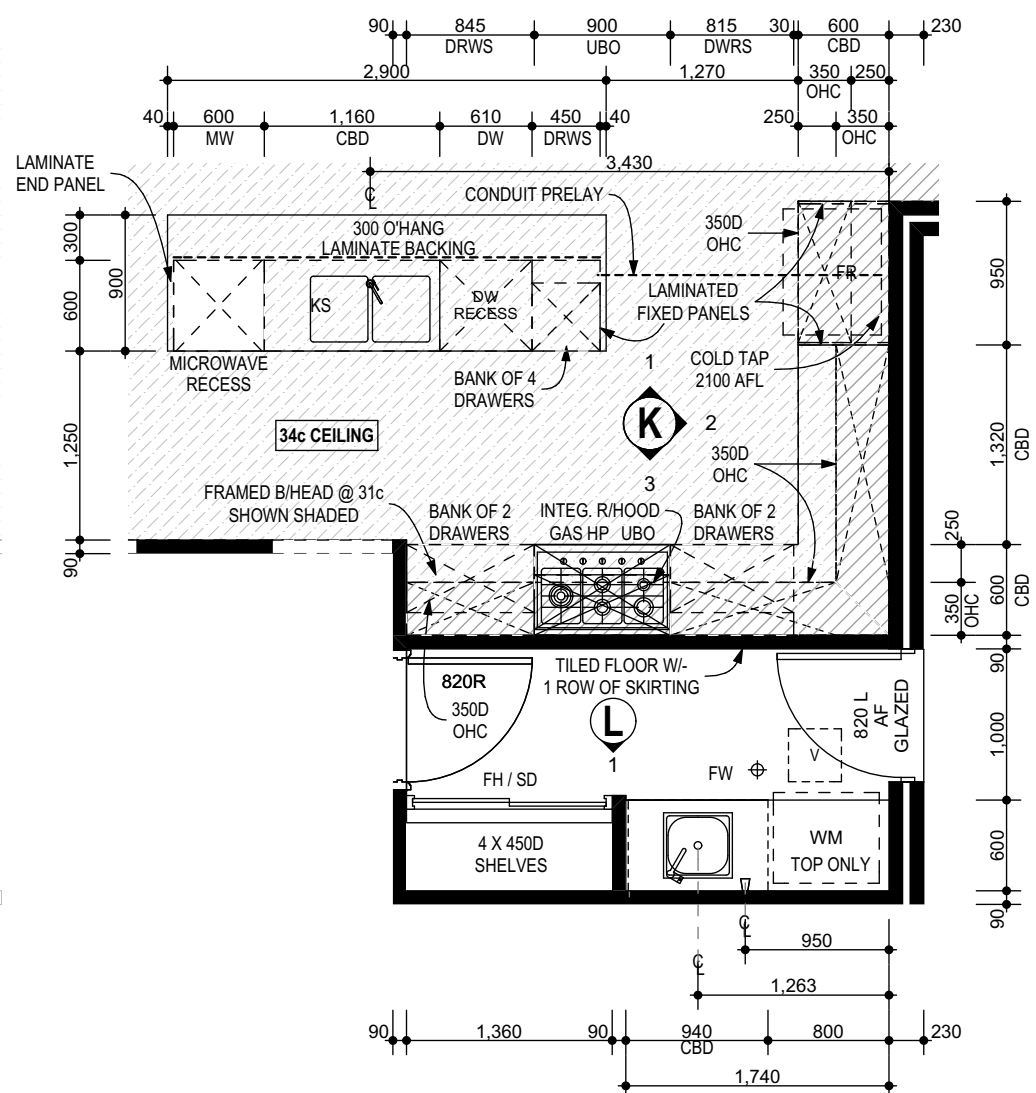 90 845 900 815 30 600 230
DRWS UBO DWRS CBD
2,900 1,270 350 250
OHC
40 600 1,160 610 450 40 250 350
MW CBD DW DRWS OHC
3,430
LAMINATE
END PANEL
CONDUIT PRELAY
C
L
300 O'HANG
LAMINATE BACKING
350D
OHC
300
900
600
950
FR
KS
DW
RECESS
LAMINATED
FIXED PANELS
MICROWAVE
RECESS
BANK OF 4
DRAWERS
COLD TAP
2100 AFL
1
K
2
3
34c CEILING
1,250
1,320
CBD
350D
OHC
FRAMED B/HEAD @ 31c
SHOWN SHADED
BANK OF 2
DRAWERS
INTEG. R/HOOD
GAS HP UBO
BANK OF 2
DRAWERS
90
250
350
OHC
600
CBD
TILED FLOOR W/-
1 ROW OF SKIRTING
820R
350D
OHC
L
1
820 L
AF
GLAZED
90
1,000
FW
V
FH / SD
4 X 450D
SHELVES
WM
TOP ONLY
600
90
C
L
950
C
L
1,263
90 1,360 90 940 800 230
CBD
1,740